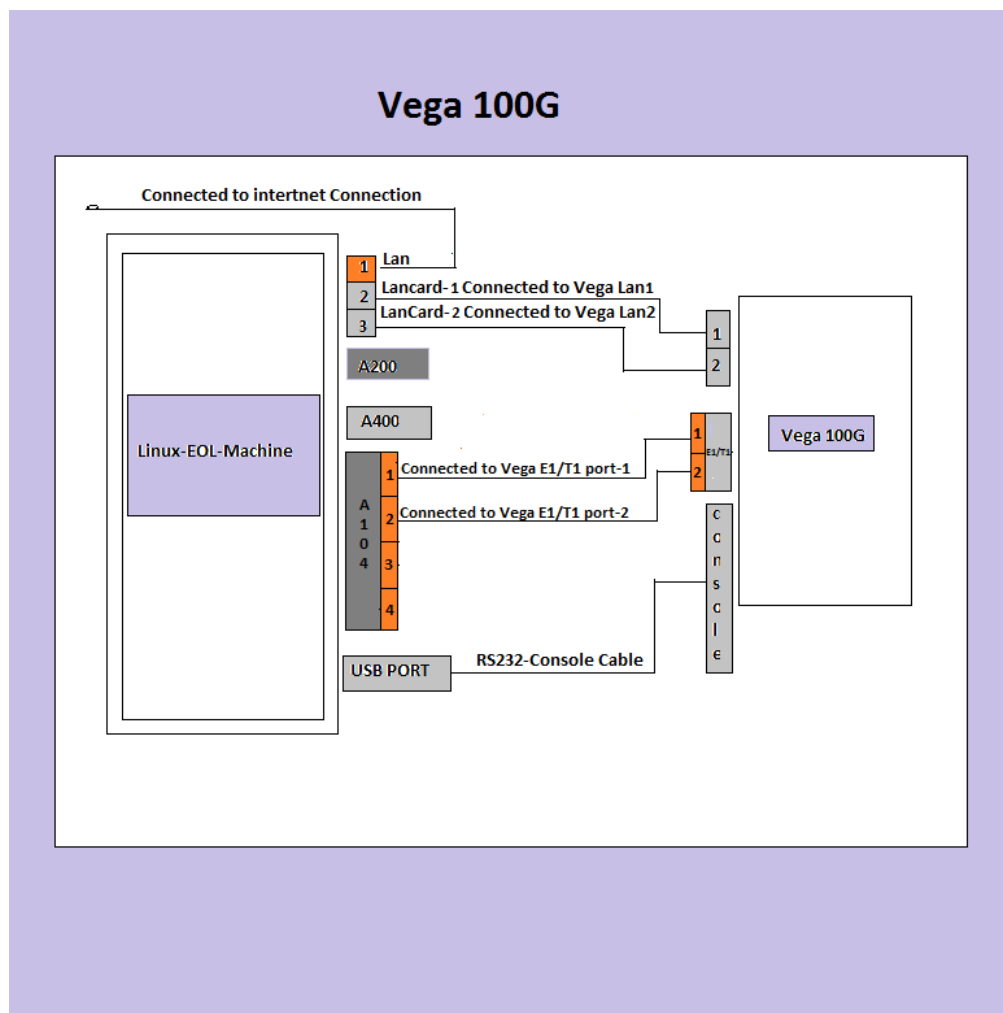 Vega 100G
Connected to intertnet Connection
1
Lan
2
Lancard-1 Connected to Vega Lan1
3
LanCard-2 Connected to Vega Lan2
1
2
A200
A400
Linux-EOL-Machine
Vega 100G
A104
1
Connected to Vega E1/T1 port-1
2
Connected to Vega E1/T1 port-2
3
4
1
2
E1/T1
console
USB PORT
RS232-Console Cable